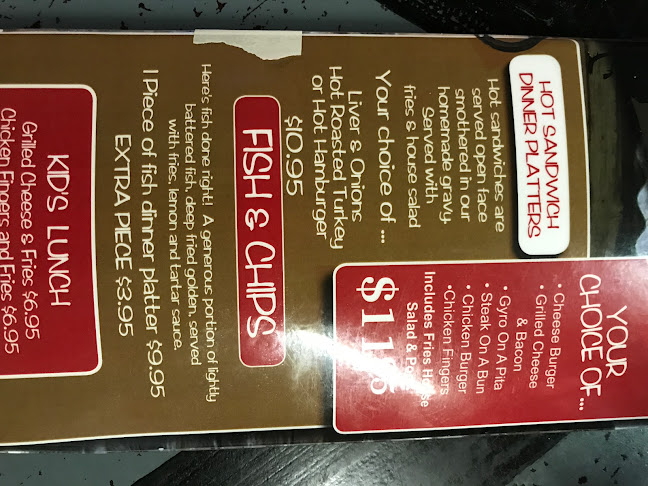 HOT SANDWICH
DINNER PLATTERS
Hot sandwiches are
served open face
smothered in our
homemade gravy.
Served with
fries & house salad
Your choice of ...
Liver & Onions
Hot Roasted Turkey
or Hot Hamburger
$10.95
YOUR
CHOICE OF...
• Cheese Burger
• Grilled Cheese
& Bacon
• Gyro On A Pita
• Steak On A Bun
• Chicken Burger
• Chicken Fingers
Includes Fries House
Salad &
FISH & CHIPS
Here's fish done right! A generous portion of lightly
battered fish, deep fried golden, served
with fries, lemon and tartar sauce.
1 Piece of fish dinner platter $9.95
EXTRA PIECE $3.95
KID'S LUNCH
Grilled Cheese & Fries $6.95
Chicken Fingers and Fries $6.95